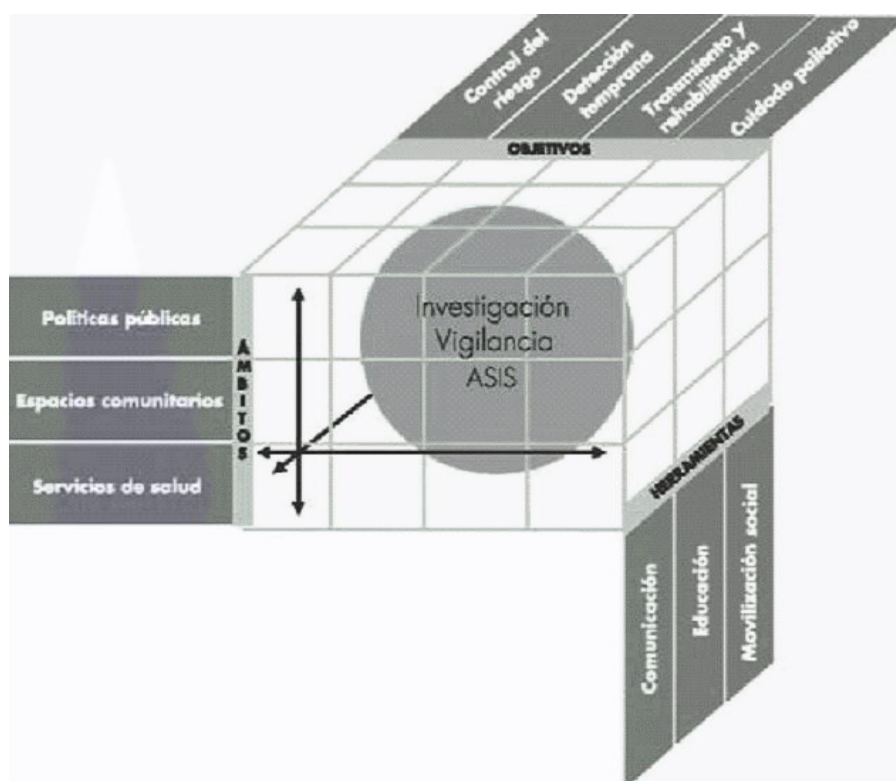 Control del
riesgo
Detección
temprana
Tratamiento y
rehabilitación
Cuidado paliativo
OBJETIVOS
Investigación
Vigilancia
ASIS
Políticas públicas
Espacios comunitarios
Servicios de salud
ÁMBITOS
HERRAMIENTAS
Comunicación
Educación
Movilización social